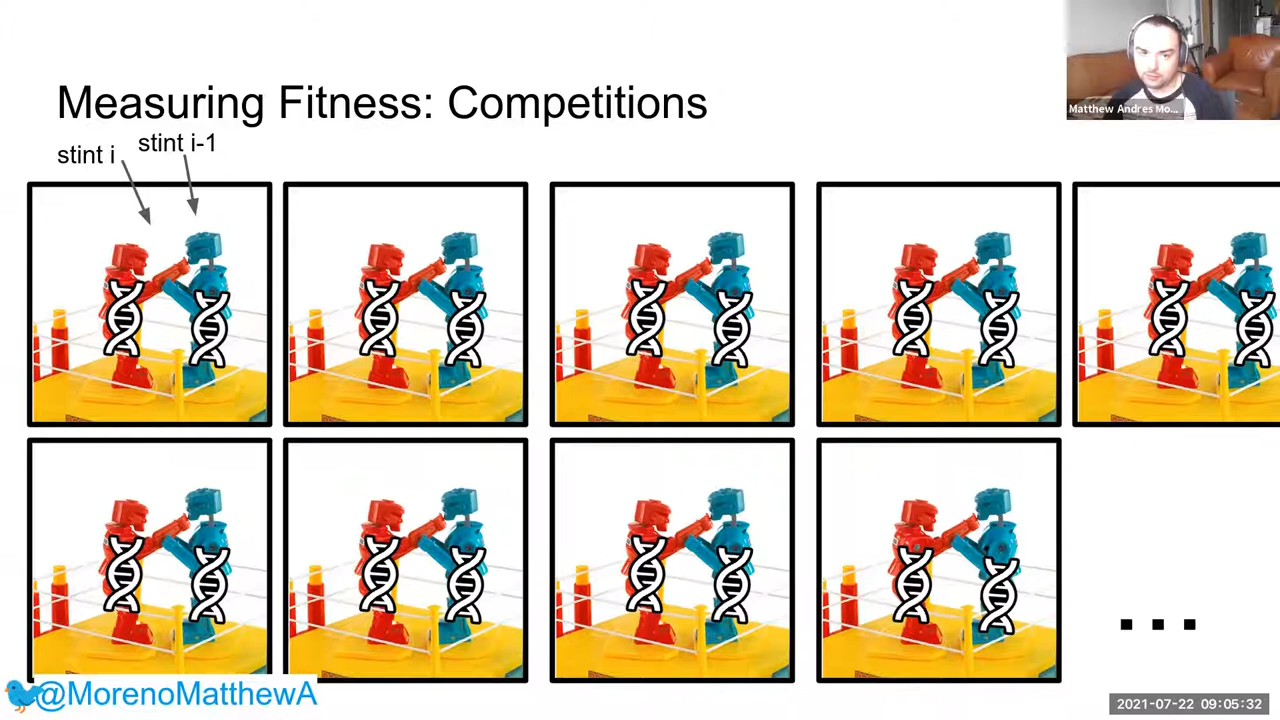 Matthew Andres Mo...
Measuring Fitness: Competitions
stint i
stint i-1
...
@MorenoMatthewA
2021-07-22 09:05:32